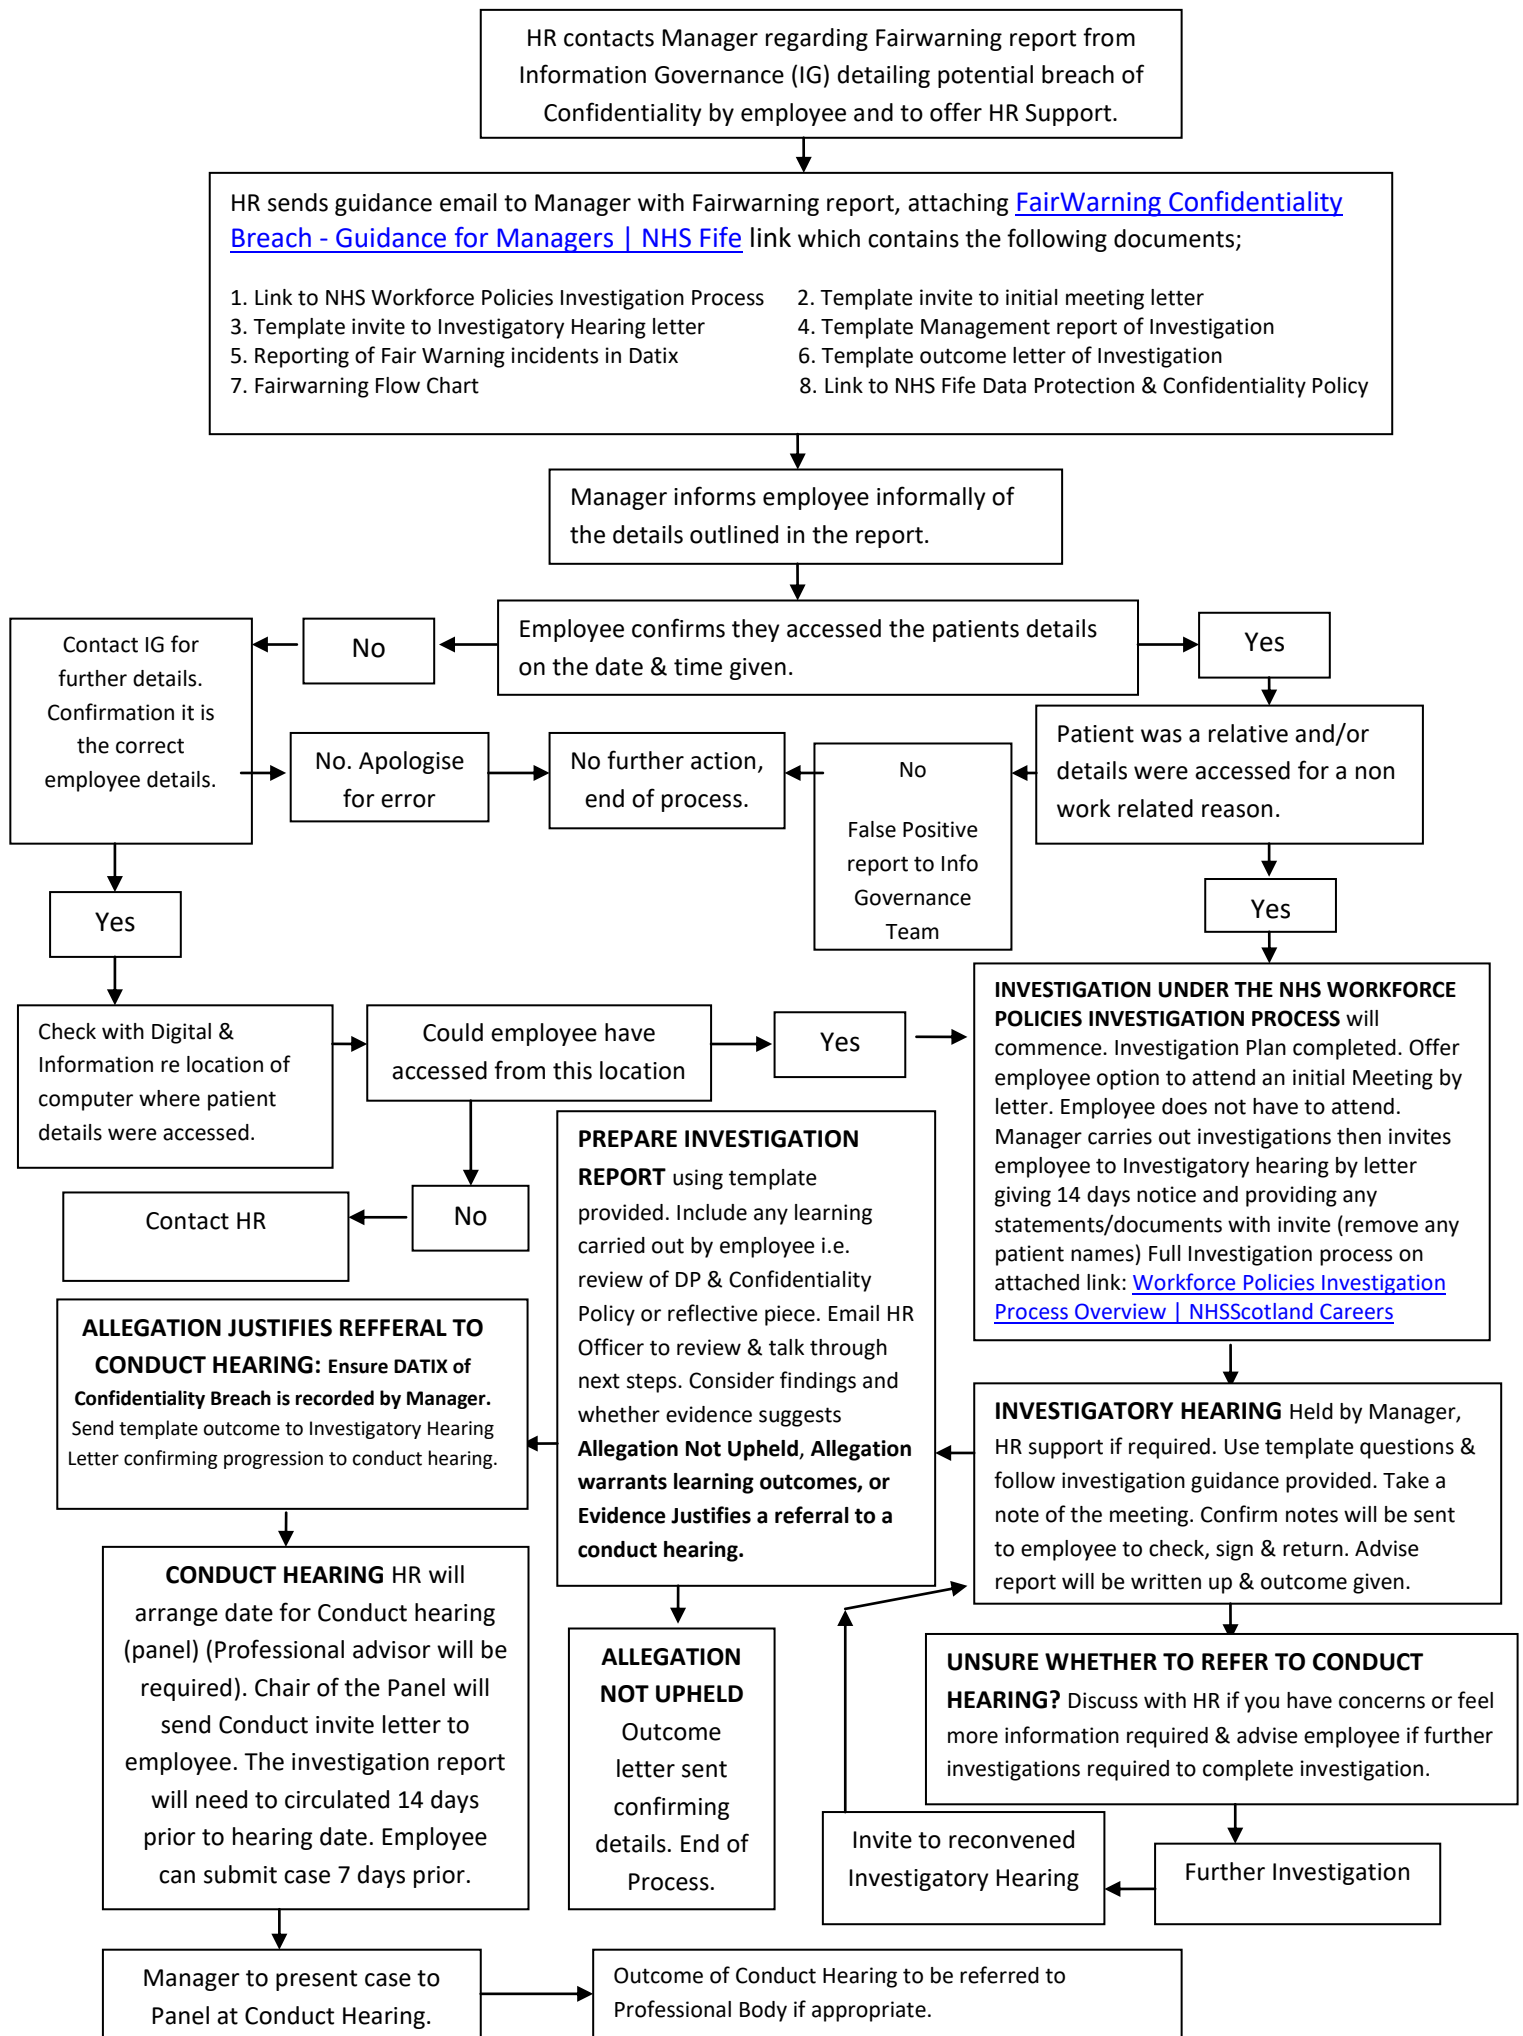 HR contacts Manager regarding Fairwarning report from
Information Governance (IG) detailing potential breach of
Confidentiality by employee and to offer HR Support.
HR sends guidance email to Manager with Fairwarning report, attaching FairWarning Confidentiality
Breach - Guidance for Managers | NHS Fife link which contains the following documents;
1. Link to NHS Workforce Policies Investigation Process 2. Template invite to initial meeting letter
3. Template invite to Investigatory Hearing letter 4. Template Management report of Investigation
5. Reporting of Fair Warning incidents in Datix 6. Template outcome letter of Investigation
7. Fairwarning Flow Chart 8. Link to NHS Fife Data Protection & Confidentiality Policy
Manager informs employee informally of
the details outlined in the report.
Employee confirms they accessed the patients details
on the date & time given.
No
Yes
Contact IG for
further details.
Confirmation it is
the correct
employee details.
No. Apologise
for error
No further action,
end of process.
No
False Positive
report to Info
Governance
Team
Patient was a relative and/or
details were accessed for a non
work related reason.
Yes
Yes
Check with Digital &
Information re location of
computer where patient
details were accessed.
Could employee have
accessed from this location
Yes
No
Contact HR
INVESTIGATION UNDER THE NHS WORKFORCE
POLICIES INVESTIGATION PROCESS will
commence. Investigation Plan completed. Offer
employee option to attend an initial Meeting by
letter. Employee does not have to attend.
Manager carries out investigations then invites
employee to Investigatory hearing by letter
giving 14 days notice and providing any
statements/documents with invite (remove any
patient names) Full Investigation process on
attached link: Workforce Policies Investigation
Process Overview | NHSScotland Careers
INVESTIGATORY HEARING Held by Manager,
HR support if required. Use template questions &
follow investigation guidance provided. Take a
note of the meeting. Confirm notes will be sent
to employee to check, sign & return. Advise
report will be written up & outcome given.
PREPARE INVESTIGATION
REPORT using template
provided. Include any learning
carried out by employee i.e.
review of DP & Confidentiality
Policy or reflective piece. Email HR
Officer to review & talk through
next steps. Consider findings and
whether evidence suggests
Allegation Not Upheld, Allegation
warrants learning outcomes, or
Evidence Justifies a referral to a
conduct hearing.
ALLEGATION JUSTIFIES REFFERAL TO
CONDUCT HEARING: Ensure DATIX of
Confidentiality Breach is recorded by Manager.
Send template outcome to Investigatory Hearing
Letter confirming progression to conduct hearing.
CONDUCT HEARING HR will
arrange date for Conduct hearing
(panel) (Professional advisor will be
required). Chair of the Panel will
send Conduct invite letter to
employee. The investigation report
will need to circulated 14 days
prior to hearing date. Employee
can submit case 7 days prior.
ALLEGATION
NOT UPHELD
Outcome
letter sent
confirming
details. End of
Process.
UNSURE WHETHER TO REFER TO CONDUCT
HEARING? Discuss with HR if you have concerns or feel
more information required & advise employee if further
investigations required to complete investigation.
Further Investigation
Invite to reconvened
Investigatory Hearing
Manager to present case to
Panel at Conduct Hearing.
Outcome of Conduct Hearing to be referred to
Professional Body if appropriate.